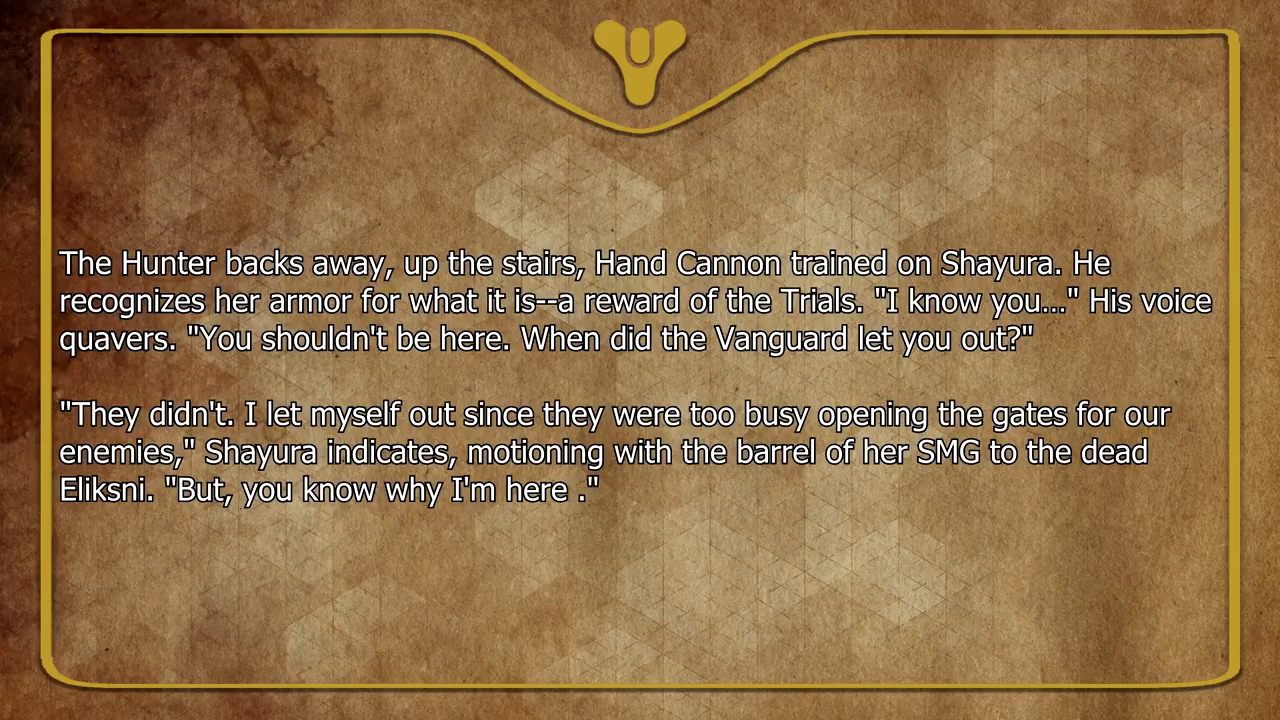 The Hunter backs away, up the stairs, Hand Cannon trained on Shayura. He
recognizes her armor for what it is--a reward of the Trials. "I know you..." His voice
quavers. "You shouldn't be here. When did the Vanguard let you out?"
"They didn't. I let myself out since they were too busy opening the gates for our
enemies," Shayura indicates, motioning with the barrel of her SMG to the dead
Eliksni. "But, you know why I'm here ."